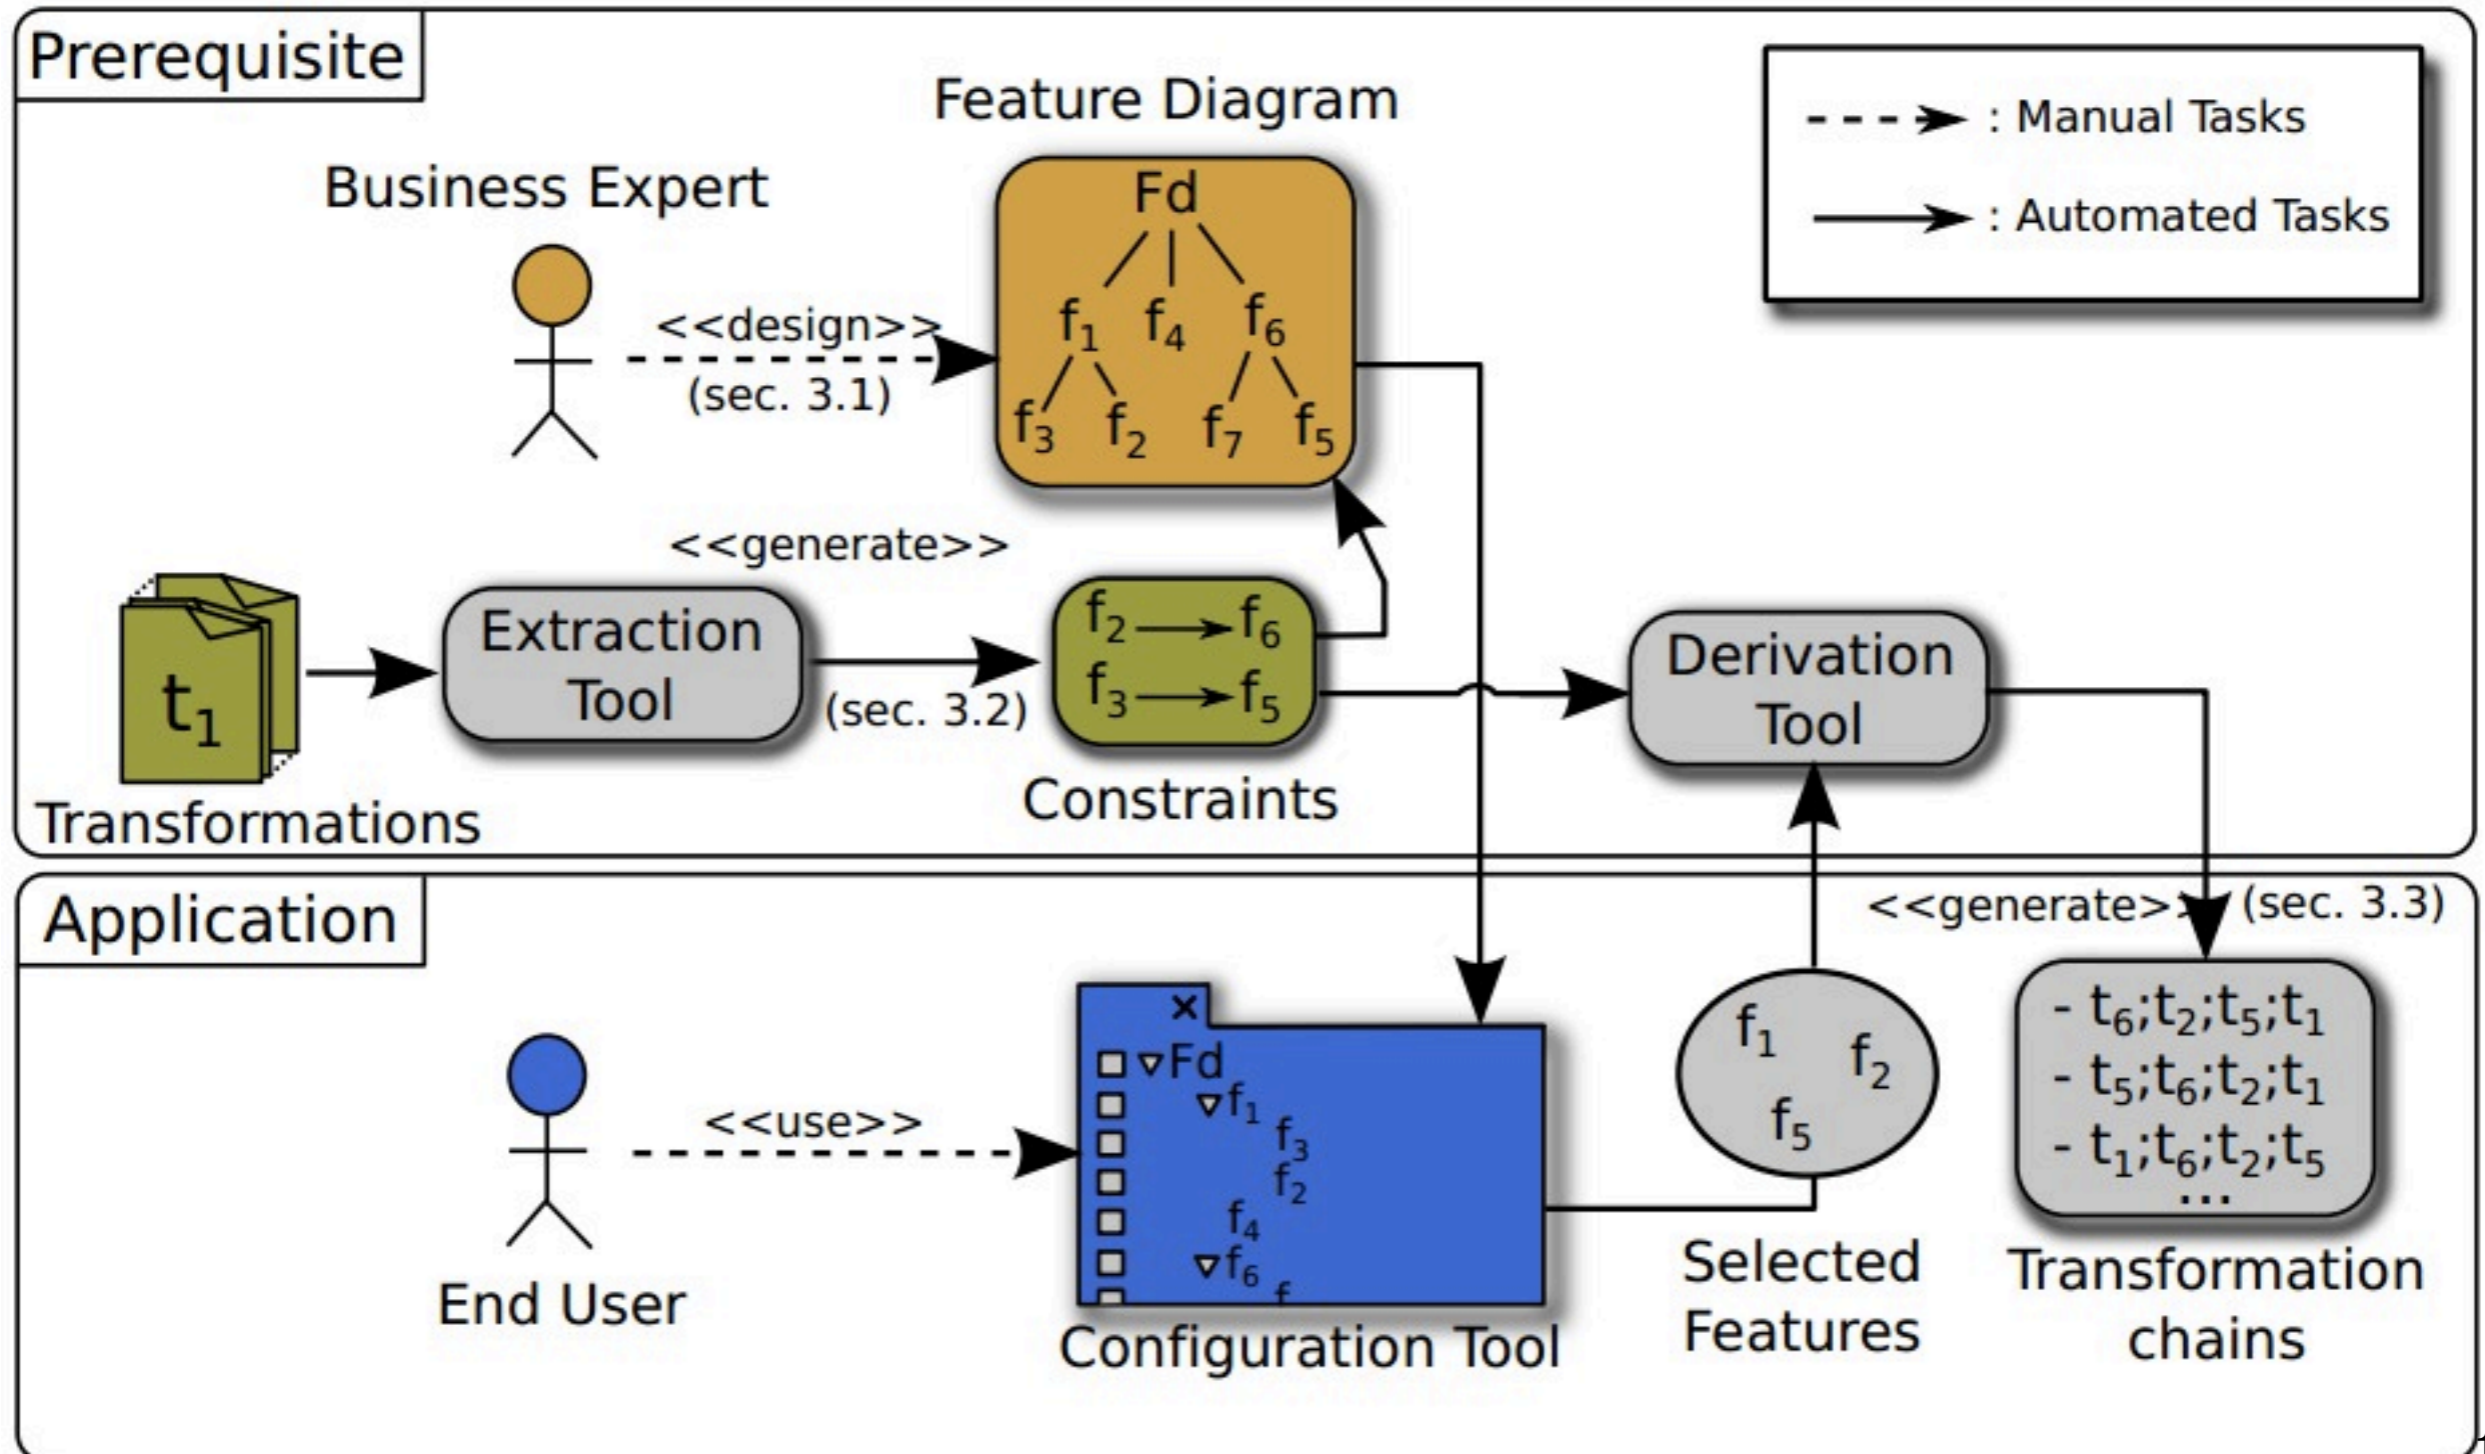 Prerequisite
Feature Diagram
: Manual Tasks
: Automated Tasks
Business Expert
Fd
f₁ f₄ f₆
f₃ f₂ f₇ f₅
<<design>>
(sec. 3.1)
<<generate>>
t₁
Transformations
Extraction
Tool
(sec. 3.2)
f₂ f₆
f₃ f₅
Constraints
Derivation
Tool
Application
<<generate>>
(sec. 3.3)
End User
<<use>>
×
Fd
f₁
f₃
f₂
f₄
f₆
f
Configuration Tool
f₁
f₂
f₅
Selected
Features
- t₆;t₂;t₅;t₁
- t₅;t₆;t₂;t₁
- t₁;t₆;t₂;t₅
...
Transformation
chains